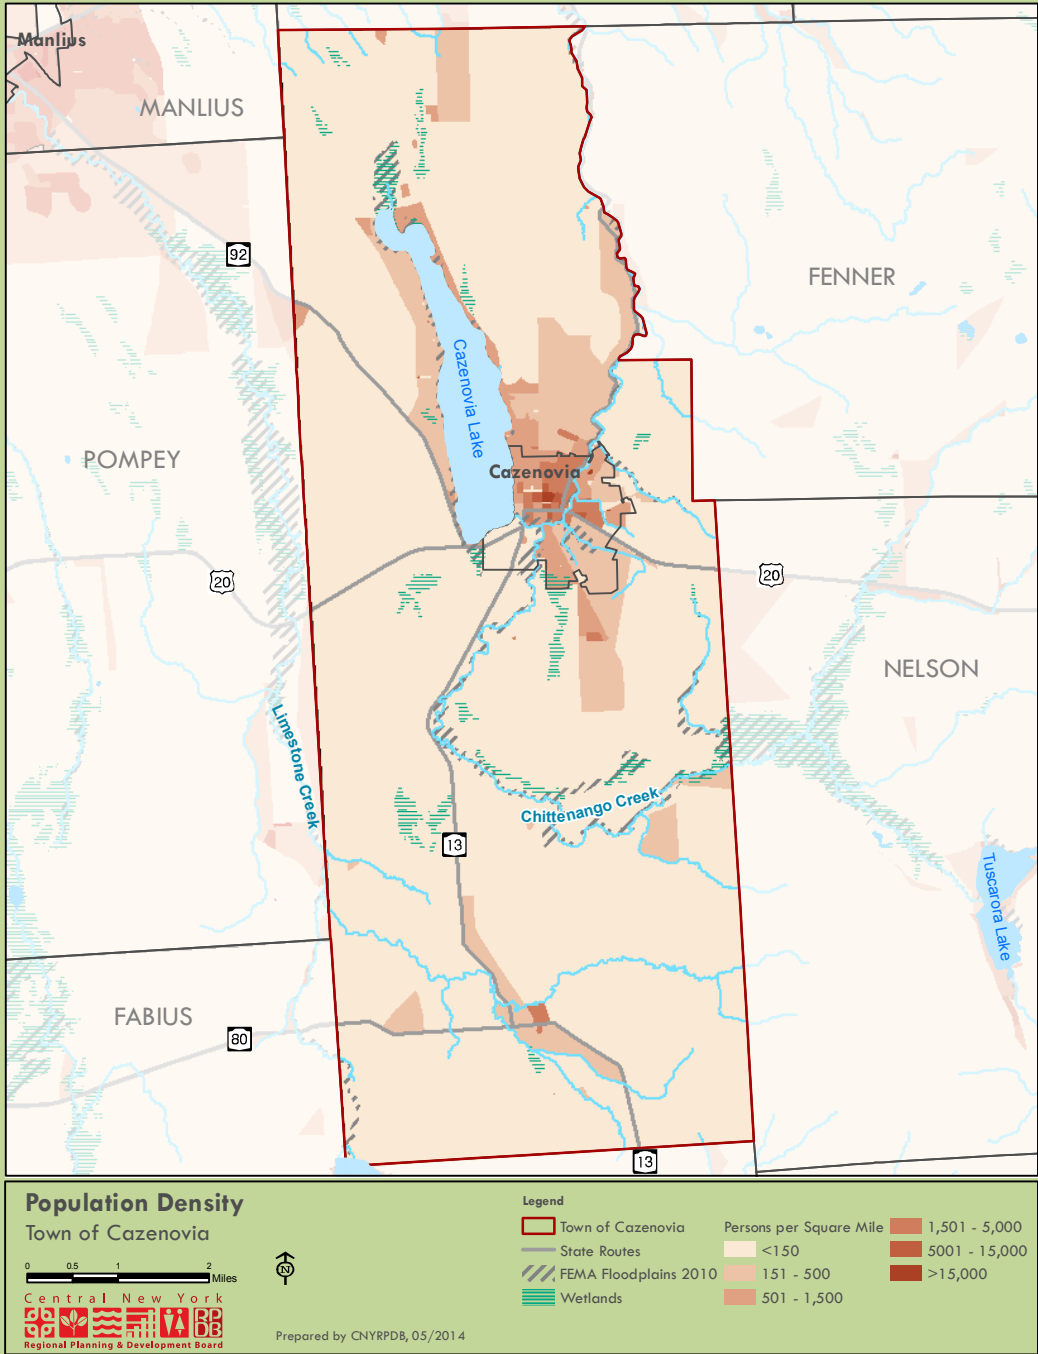 Manlius
MANLIUS
92
FENNER
Cazenovia Lake
POMPEY
Cazenovia
20
20
NELSON
Limestone Creek
Chittenango Creek
13
Tuscarora Lake
FABIUS
80
13
Population Density
Town of Cazenovia
0 0.5 1 2
Miles
N
Central New York
RP
DB
Regional Planning & Development Board
Prepared by CNYRPDB, 05/2014
Legend
Town of Cazenovia
State Routes
FEMA Floodplains 2010
Wetlands
Persons per Square Mile
<150
151 - 500
501 - 1,500
1,501 - 5,000
5001 - 15,000
>15,000